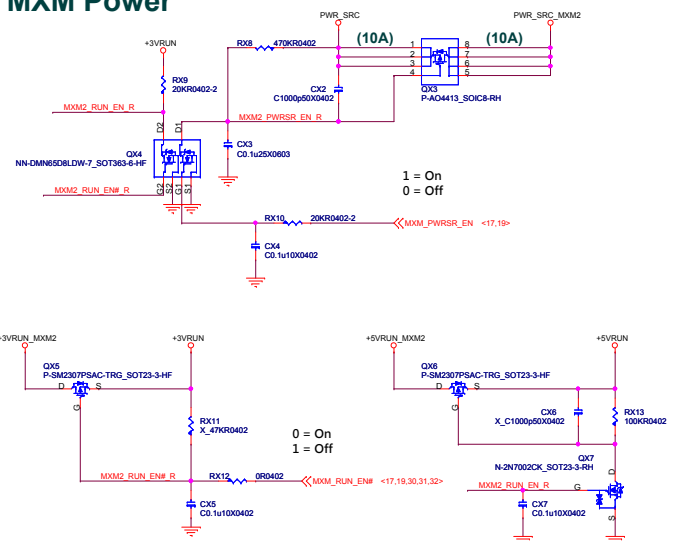 MXM Power
PWR_SRC
PWR_SRC_MXM2
+3VRUN
RX8
470KR0402
(10A)
(10A)
1
2
3
4
8
7
6
5
RX9
20KR0402-2
CX2
C1000p50X0402
QX3
P-AO4413_SOIC8-RH
MXM2_RUN_EN_R
MXM2_PWRSR_EN_R
D2
D1
QX4
NN-DMN65D8LDW-7_SOT363-6-HF
CX3
C0.1u25X0603
1 = On
0 = Off
MXM2_RUN_EN#_R
G2
S2
G1
S1
RX10
20KR0402-2
MXM_PWRSR_EN <17,19>
CX4
C0.1u10X0402
+3VRUN_MXM2
+3VRUN
+5VRUN_MXM2
+5VRUN
QX5
P-SM2307PSAC-TRG_SOT23-3-HF
D
S
G
QX6
P-SM2307PSAC-TRG_SOT23-3-HF
D
S
G
RX11
X_47KR0402
CX6
X_C1000p50X0402
RX13
100KR0402
0 = On
1 = Off
QX7
N-2N7002CK_SOT23-3-RH
MXM2_RUN_EN#_R
RX12
0R0402
MXM_RUN_EN# <17,19,30,31,32>
MXM2_RUN_EN_R
G
D
S
CX5
C0.1u10X0402
CX7
C0.1u10X0402